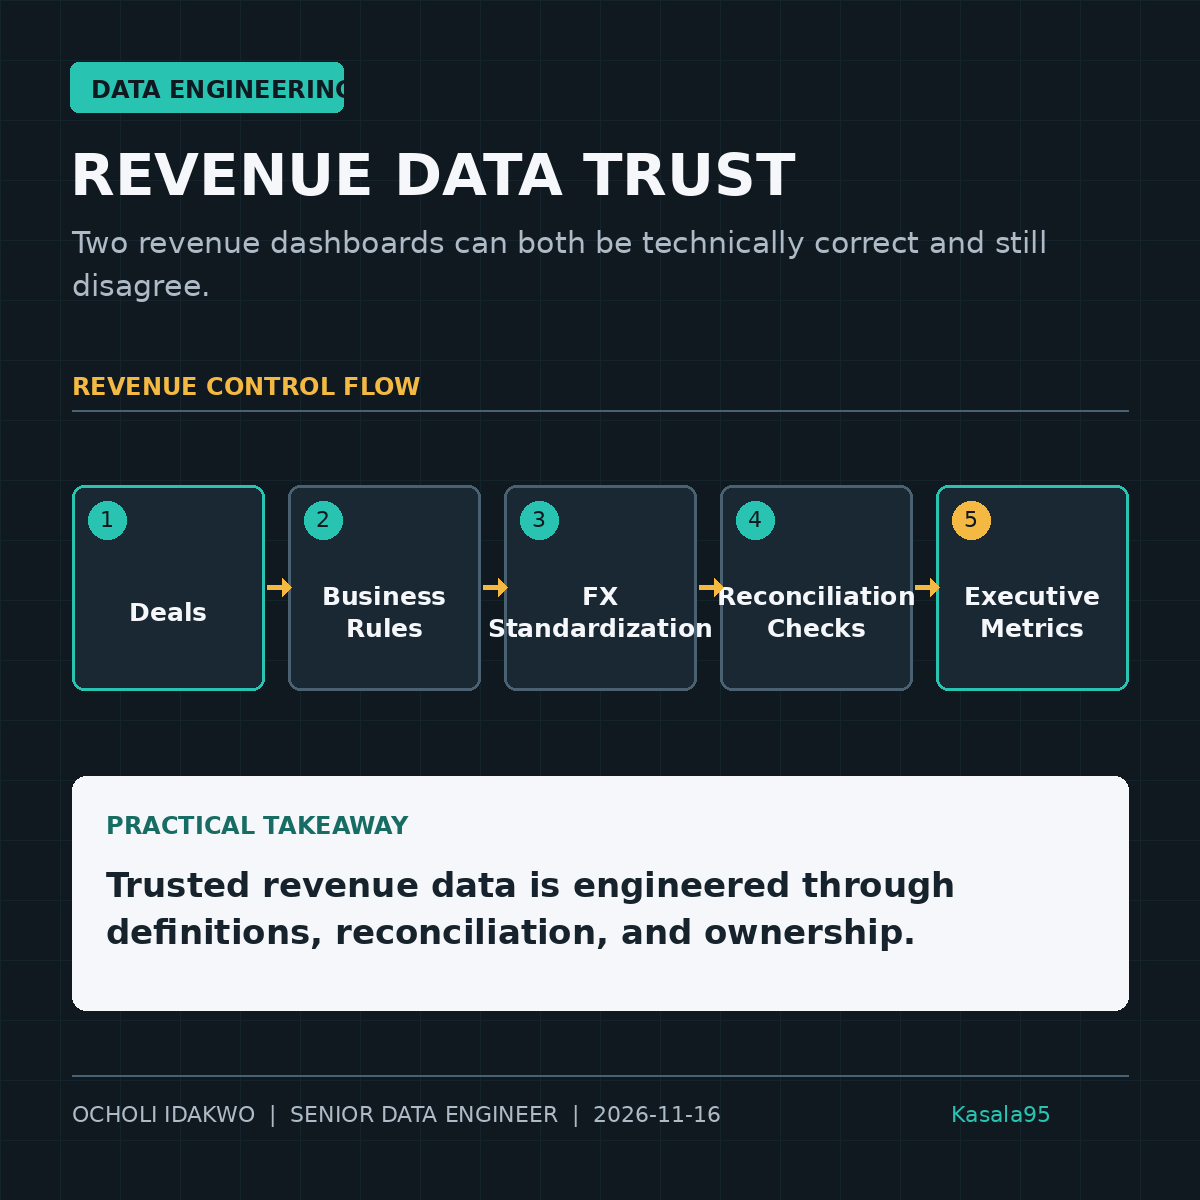 DATA ENGINEERING
REVENUE DATA TRUST
Two revenue dashboards can both be technically correct and still
disagree.
REVENUE CONTROL FLOW
1
Deals
2
Business
Rules
3
FX
Standardization
4
Reconciliation
Checks
5
Executive
Metrics
PRACTICAL TAKEAWAY
Trusted revenue data is engineered through
definitions, reconciliation, and ownership.
OCHOLI IDAKWO | SENIOR DATA ENGINEER | 2026-11-16
Kasala95